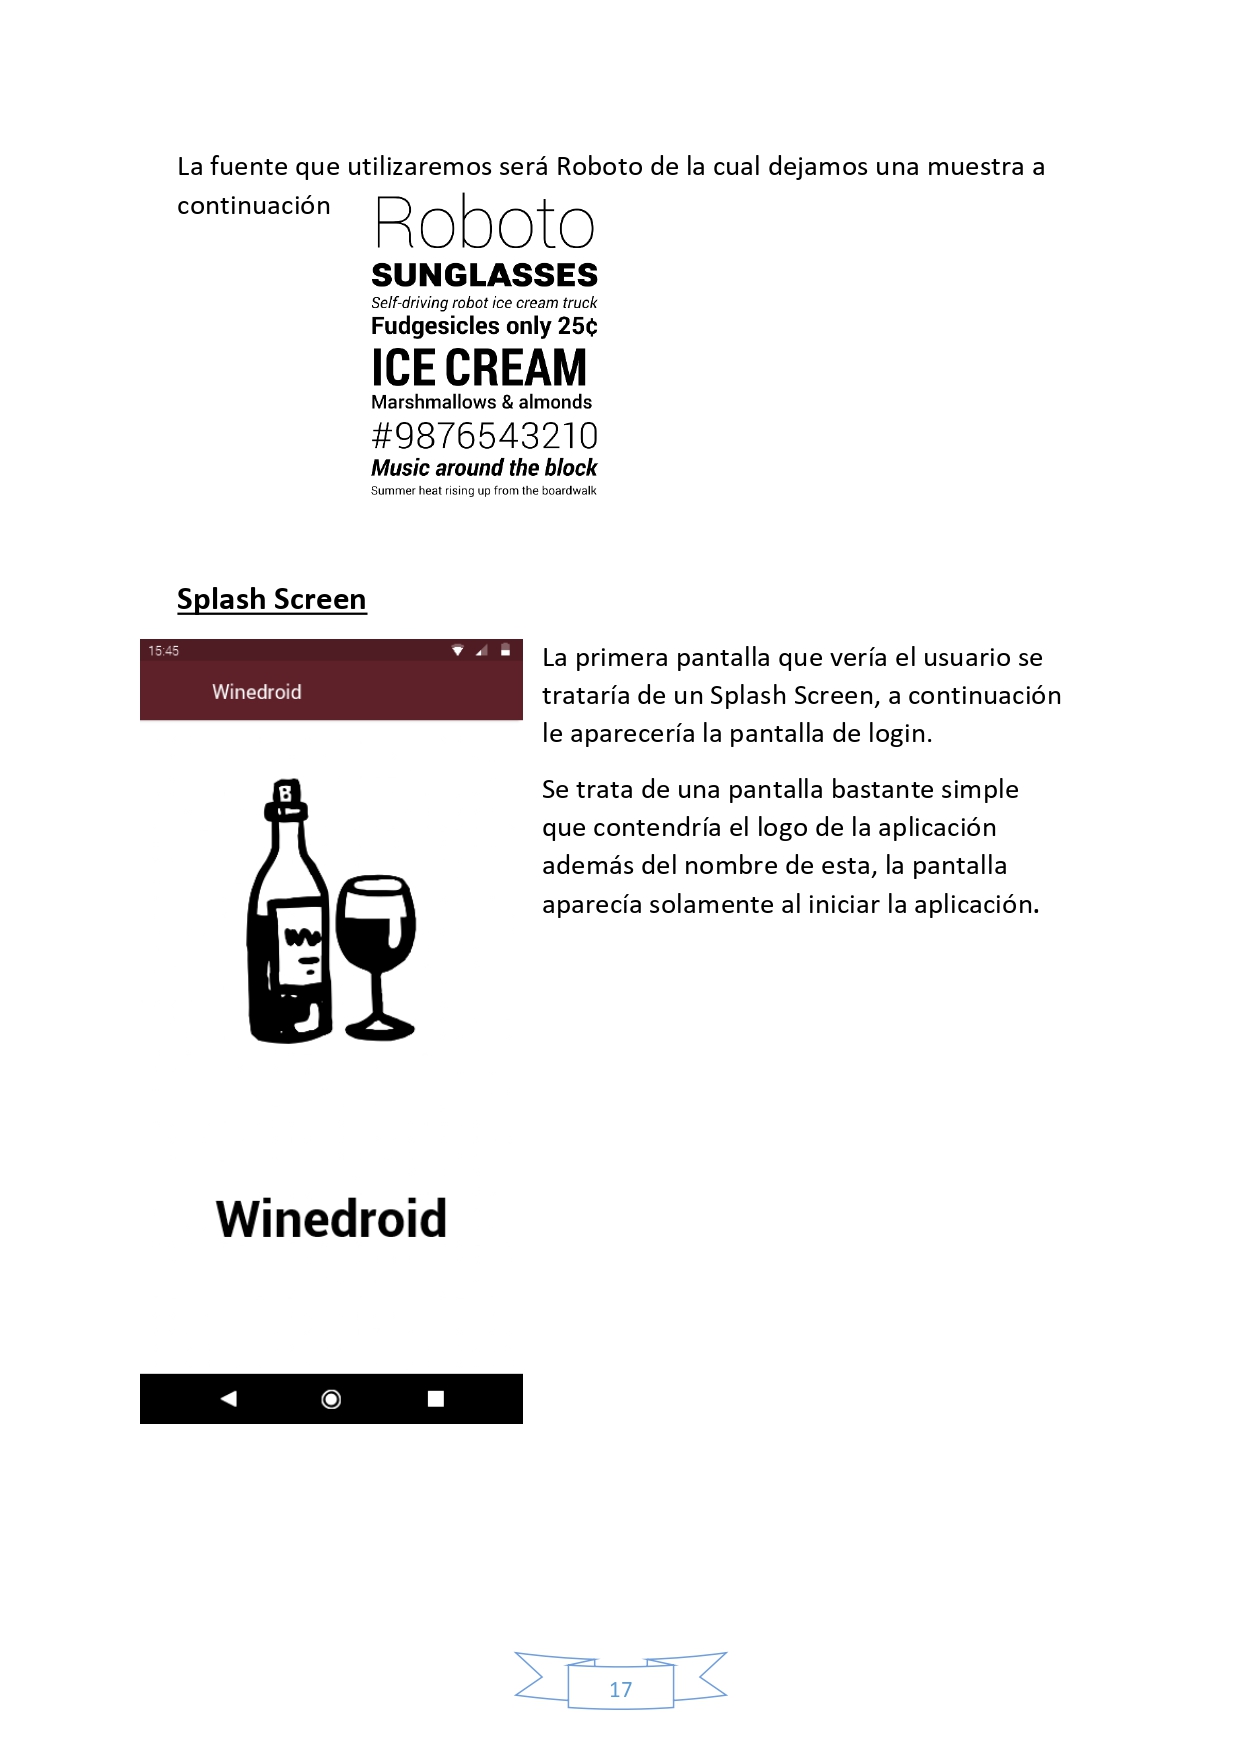 La fuente que utilizaremos será Roboto de la cual dejamos una muestra a
continuación
Roboto
SUNGLASSES
Self-driving robot ice cream truck
Fudgesicles only 25¢
ICE CREAM
Marshmallows & almonds
#9876543210
Music around the block
Summer heat rising up from the boardwalk
Splash Screen
15:45
Winedroid
B
Winedroid
La primera pantalla que vería el usuario se
trataría de un Splash Screen, a continuación
le aparecería la pantalla de login.
Se trata de una pantalla bastante simple
que contendría el logo de la aplicación
además del nombre de esta, la pantalla
aparecía solamente al iniciar la aplicación.
17